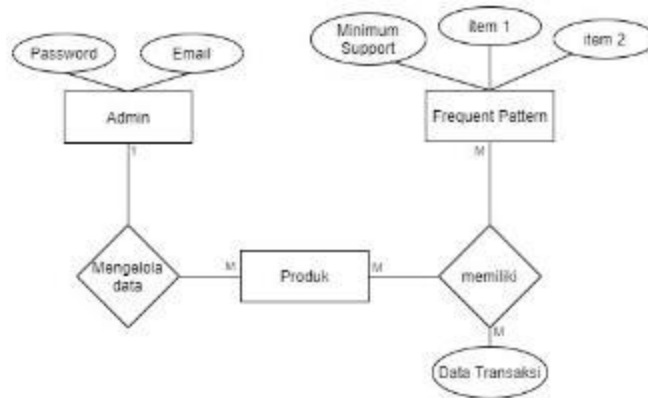 Password
Email
Minimum
Support
item 1
item 2
Admin
Frequent Pattern
1
M
Mengelola
data
M
Produk
M
memiliki
M
Data Transaksi